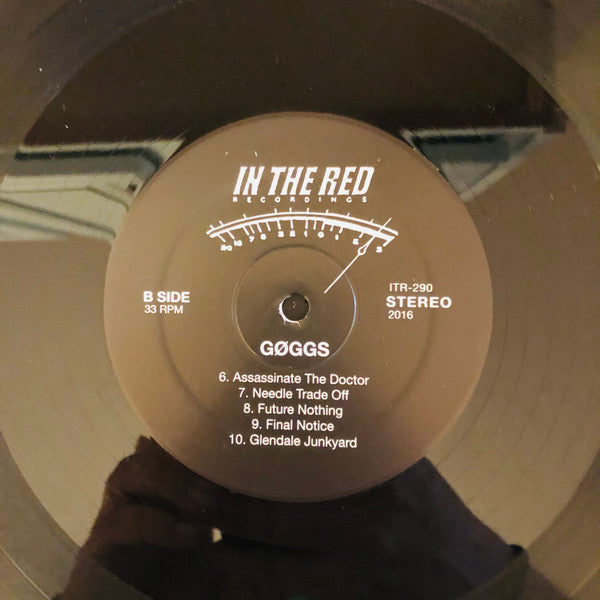 IN THE RED
RECORDINGS
B SIDE
33 RPM
ITR-290
STEREO
2016
GØGGS
6. Assassinate The Doctor
7. Needle Trade Off
8. Future Nothing
9. Final Notice
10. Glendale Junkyard